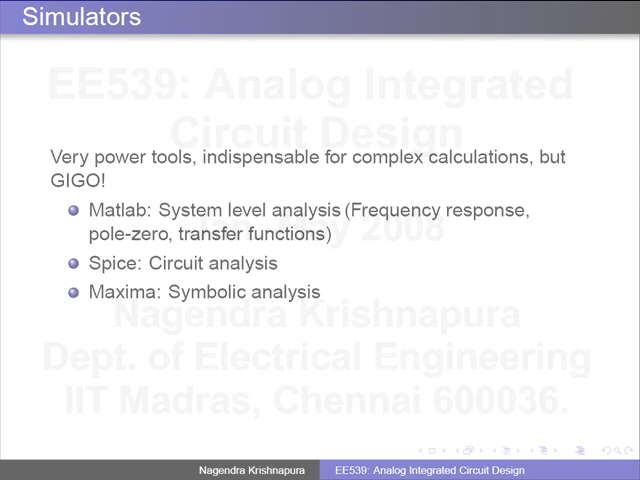 Simulators
EE539: Analog Integrated
Circuit Design
Very power tools, indispensable for complex calculations, but
GIGO!
Matlab: System level analysis (Frequency response,
pole-zero, transfer functions)
May 2008
Spice: Circuit analysis
Maxima: Symbolic analysis
Nagendra Krishnapura
Dept. of Electrical Engineering
IIT Madras, Chennai 600036.
Nagendra Krishnapura
EE539: Analog Integrated Circuit Design